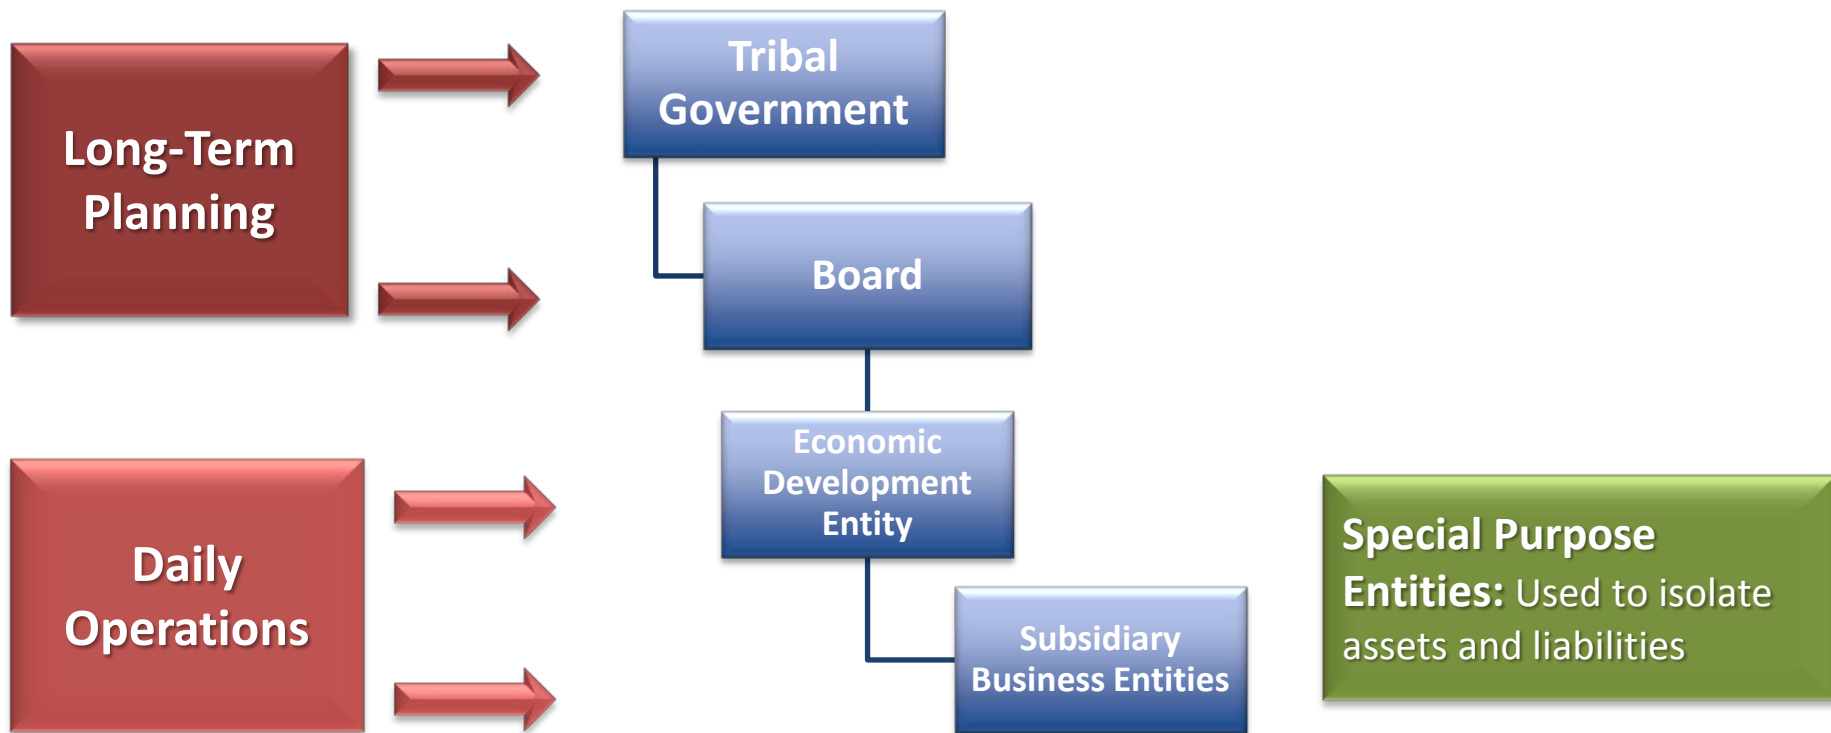 Long-Term
Planning
Tribal
Government
Board
Daily
Operations
Economic
Development
Entity
Subsidiary
Business Entities
Special Purpose
Entities: Used to isolate
assets and liabilities